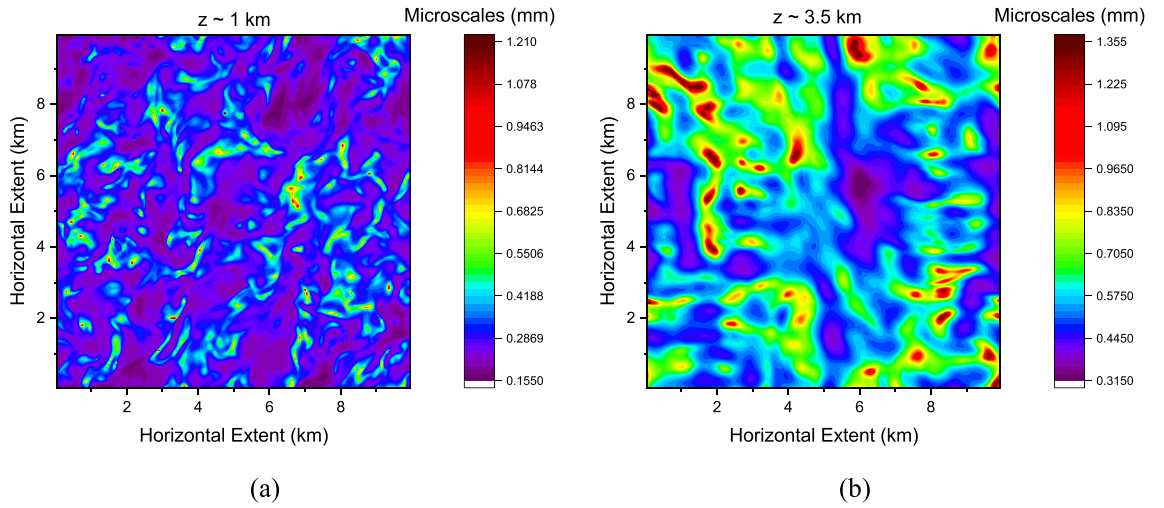 z ~ 1 km
Microscales (mm)
1.210
1.078
0.9463
0.8144
0.6825
0.5506
0.4188
0.2869
0.1550
8
6
4
2
Horizontal Extent (km)
2 4 6 8
Horizontal Extent (km)
(a)
z ~ 3.5 km
Microscales (mm)
1.355
1.225
1.095
0.9650
0.8350
0.7050
0.5750
0.4450
0.3150
8
6
4
2
Horizontal Extent (km)
2 4 6 8
Horizontal Extent (km)
(b)